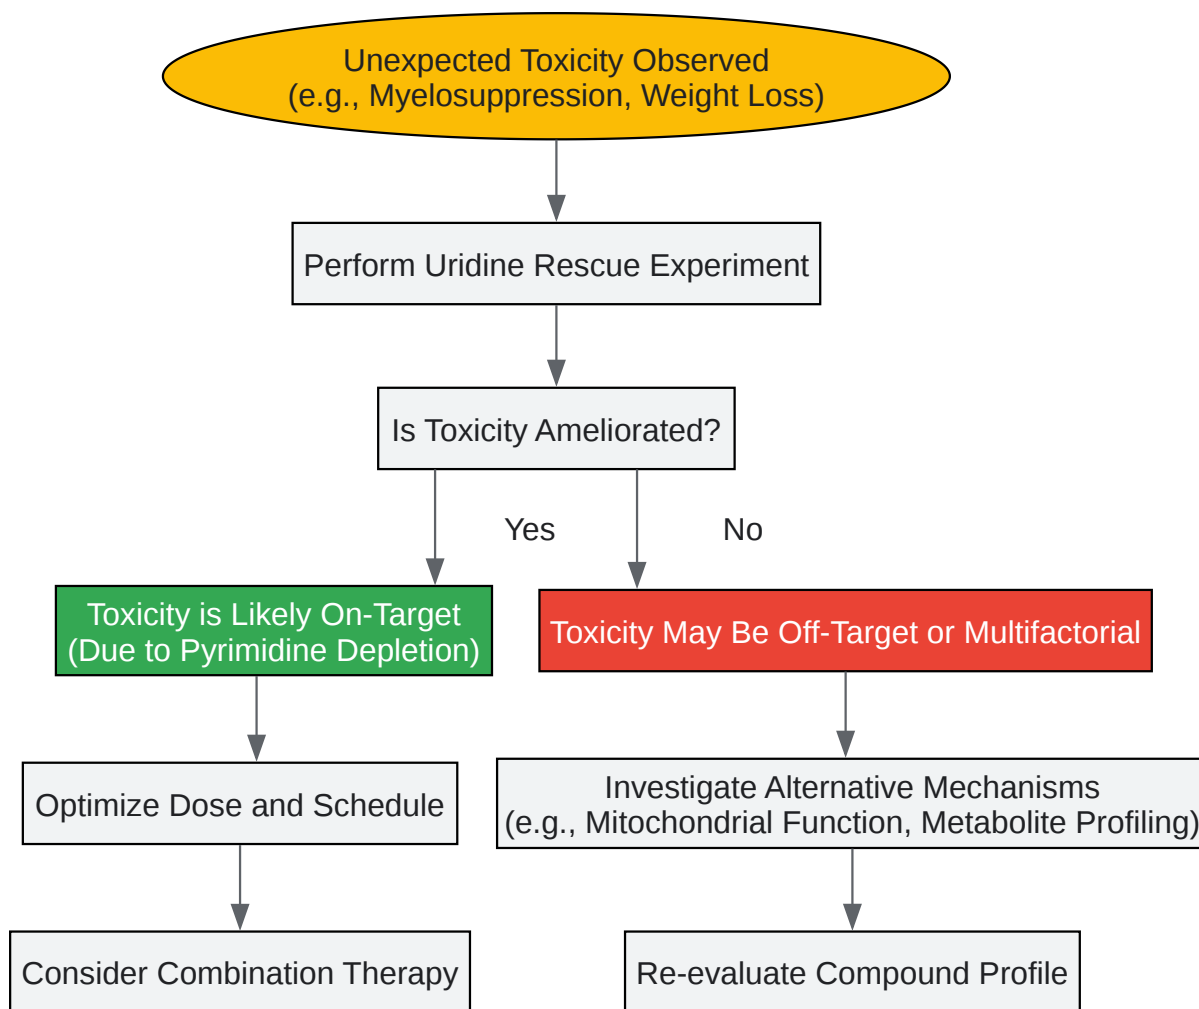 Unexpected Toxicity Observed
(e.g., Myelosuppression, Weight Loss)
Perform Uridine Rescue Experiment
Is Toxicity Ameliorated?
Yes
No
Toxicity is Likely On-Target
(Due to Pyrimidine Depletion)
Toxicity May Be Off-Target or Multifactorial
Optimize Dose and Schedule
Investigate Alternative Mechanisms
(e.g., Mitochondrial Function, Metabolite Profiling)
Consider Combination Therapy
Re-evaluate Compound Profile